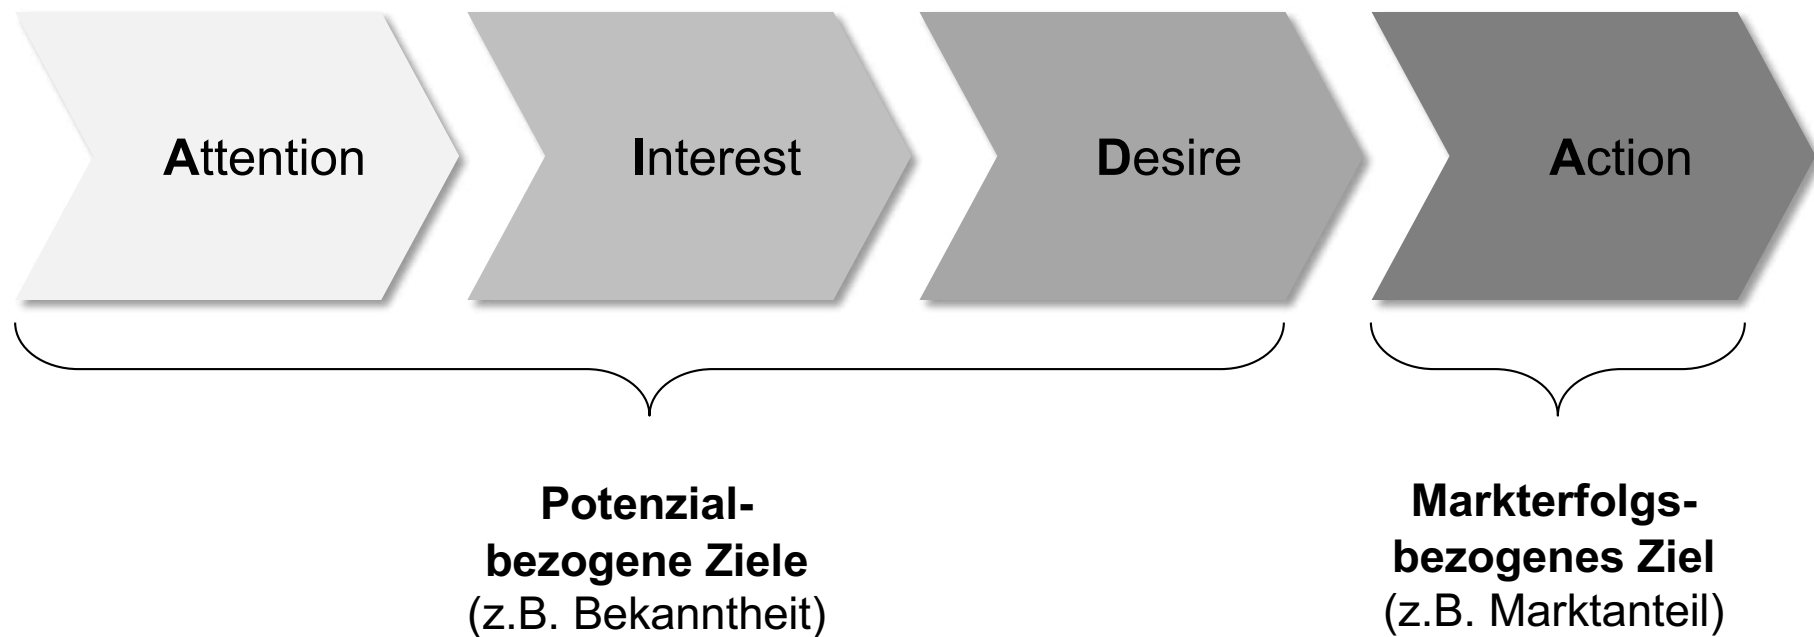 Attention
Interest
Desire
Action
Potenzial-
bezogene Ziele
(z.B. Bekanntheit)
Markterfolgs-
bezogenes Ziel
(z.B. Marktanteil)